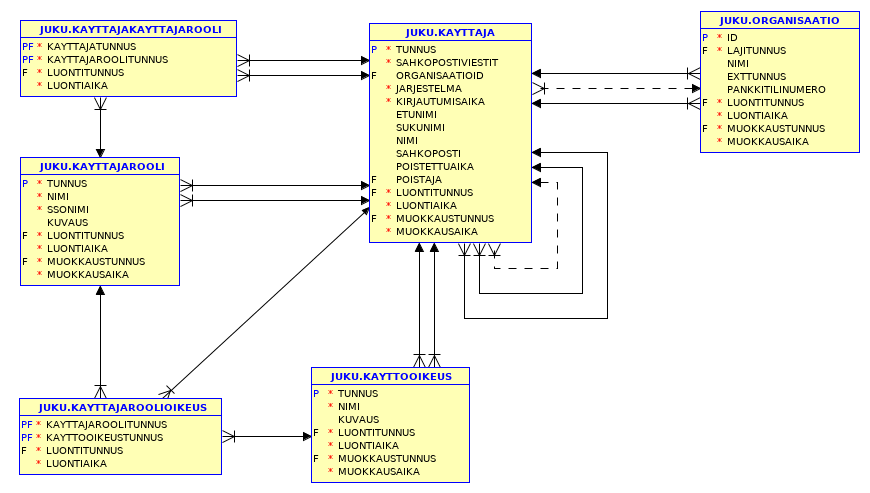 JUKU.KAYTTAJAKAYTTAJAROOLI
PF * KAYTTAJATUNNUS
PF * KAYTTAJAROOLITUNNUS
F * LUONTITUNNUS
* LUONTIAIKA
JUKU.KAYTTAJA
P * TUNNUS
* SAHKOPOSTIVIESTIT
F ORGANISAATIOID
* JARJESTELMA
* KIRJAUTUMISAIKA
ETUNIMI
SUKUNIMI
NIMI
SAHKOPOSTI
POISTETTUAIKA
F POISTAJA
F * LUONTITUNNUS
* LUONTIAIKA
F * MUOKKAUSTUNNUS
* MUOKKAUSAIKA
JUKU.ORGANISAATIO
P * ID
F * LAJITUNNUS
NIMI
EXTTUNNUS
PANKKITILINUMERO
F * LUONTITUNNUS
* LUONTIAIKA
F * MUOKKAUSTUNNUS
* MUOKKAUSAIKA
JUKU.KAYTTAJAROOLI
P * TUNNUS
* NIMI
* SSONIMI
KUVAUS
F * LUONTITUNNUS
* LUONTIAIKA
F * MUOKKAUSTUNNUS
* MUOKKAUSAIKA
JUKU.KAYTTAJAROOLIOIKEUS
PF * KAYTTAJAROOLITUNNUS
PF * KAYTTOOIKEUSTUNNUS
F * LUONTITUNNUS
* LUONTIAIKA
JUKU.KAYTTOOIKEUS
P * TUNNUS
* NIMI
KUVAUS
F * LUONTITUNNUS
* LUONTIAIKA
F * MUOKKAUSTUNNUS
* MUOKKAUSAIKA